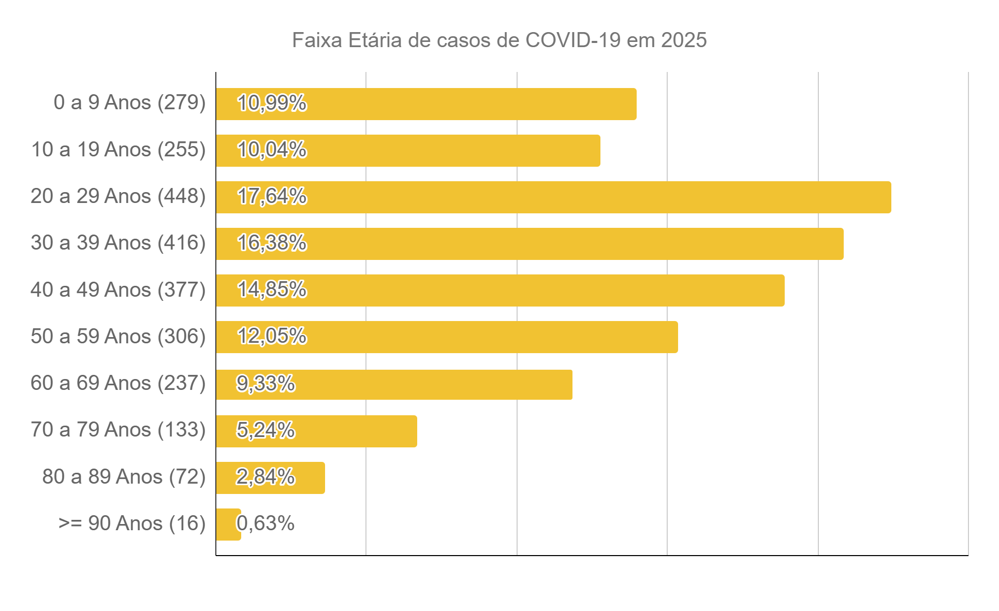 Faixa Etária de casos de COVID-19 em 2025
0 a 9 Anos (279) 10,99%
10 a 19 Anos (255) 10,04%
20 a 29 Anos (448) 17,64%
30 a 39 Anos (416) 16,38%
40 a 49 Anos (377) 14,85%
50 a 59 Anos (306) 12,05%
60 a 69 Anos (237) 9,33%
70 a 79 Anos (133) 5,24%
80 a 89 Anos (72) 2,84%
>= 90 Anos (16) 0,63%